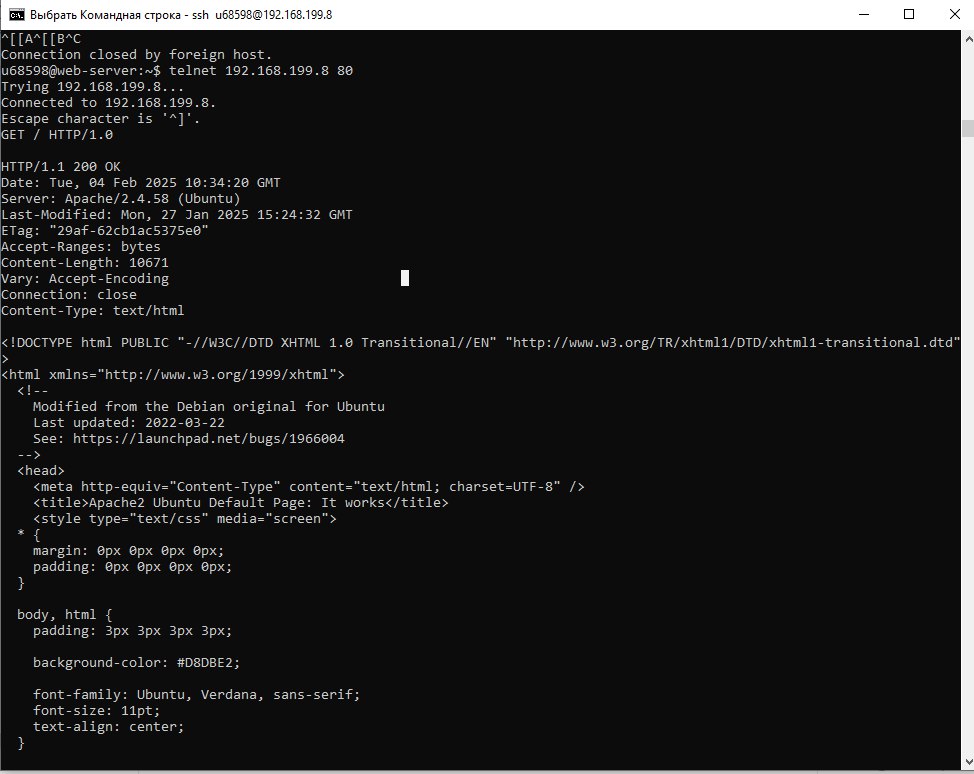 Выбрать Командная строка - ssh  u68598@192.168.199.8
^[[A^[[B^C
Connection closed by foreign host.
u68598@web-server:~$ telnet 192.168.199.8 80
Trying 192.168.199.8...
Connected to 192.168.199.8.
Escape character is '^]'.
GET / HTTP/1.0

HTTP/1.1 200 OK
Date: Tue, 04 Feb 2025 10:34:20 GMT
Server: Apache/2.4.58 (Ubuntu)
Last-Modified: Mon, 27 Jan 2025 15:24:32 GMT
ETag: "29af-62cb1ac5375e0"
Accept-Ranges: bytes
Content-Length: 10671
Vary: Accept-Encoding
Connection: close
Content-Type: text/html

<!DOCTYPE html PUBLIC "-//W3C//DTD XHTML 1.0 Transitional//EN" "http://www.w3.org/TR/xhtml1/DTD/xhtml1-transitional.dtd"
>
<html xmlns="http://www.w3.org/1999/xhtml">
  <!--
    Modified from the Debian original for Ubuntu
    Last updated: 2022-03-22
    See: https://launchpad.net/bugs/1966004
  -->
  <head>
    <meta http-equiv="Content-Type" content="text/html; charset=UTF-8" />
    <title>Apache2 Ubuntu Default Page: It works</title>
    <style type="text/css" media="screen">
  * {
    margin: 0px 0px 0px 0px;
    padding: 0px 0px 0px 0px;
  }

  body, html {
    padding: 3px 3px 3px 3px;

    background-color: #D8DBE2;

    font-family: Ubuntu, Verdana, sans-serif;
    font-size: 11pt;
    text-align: center;
  }